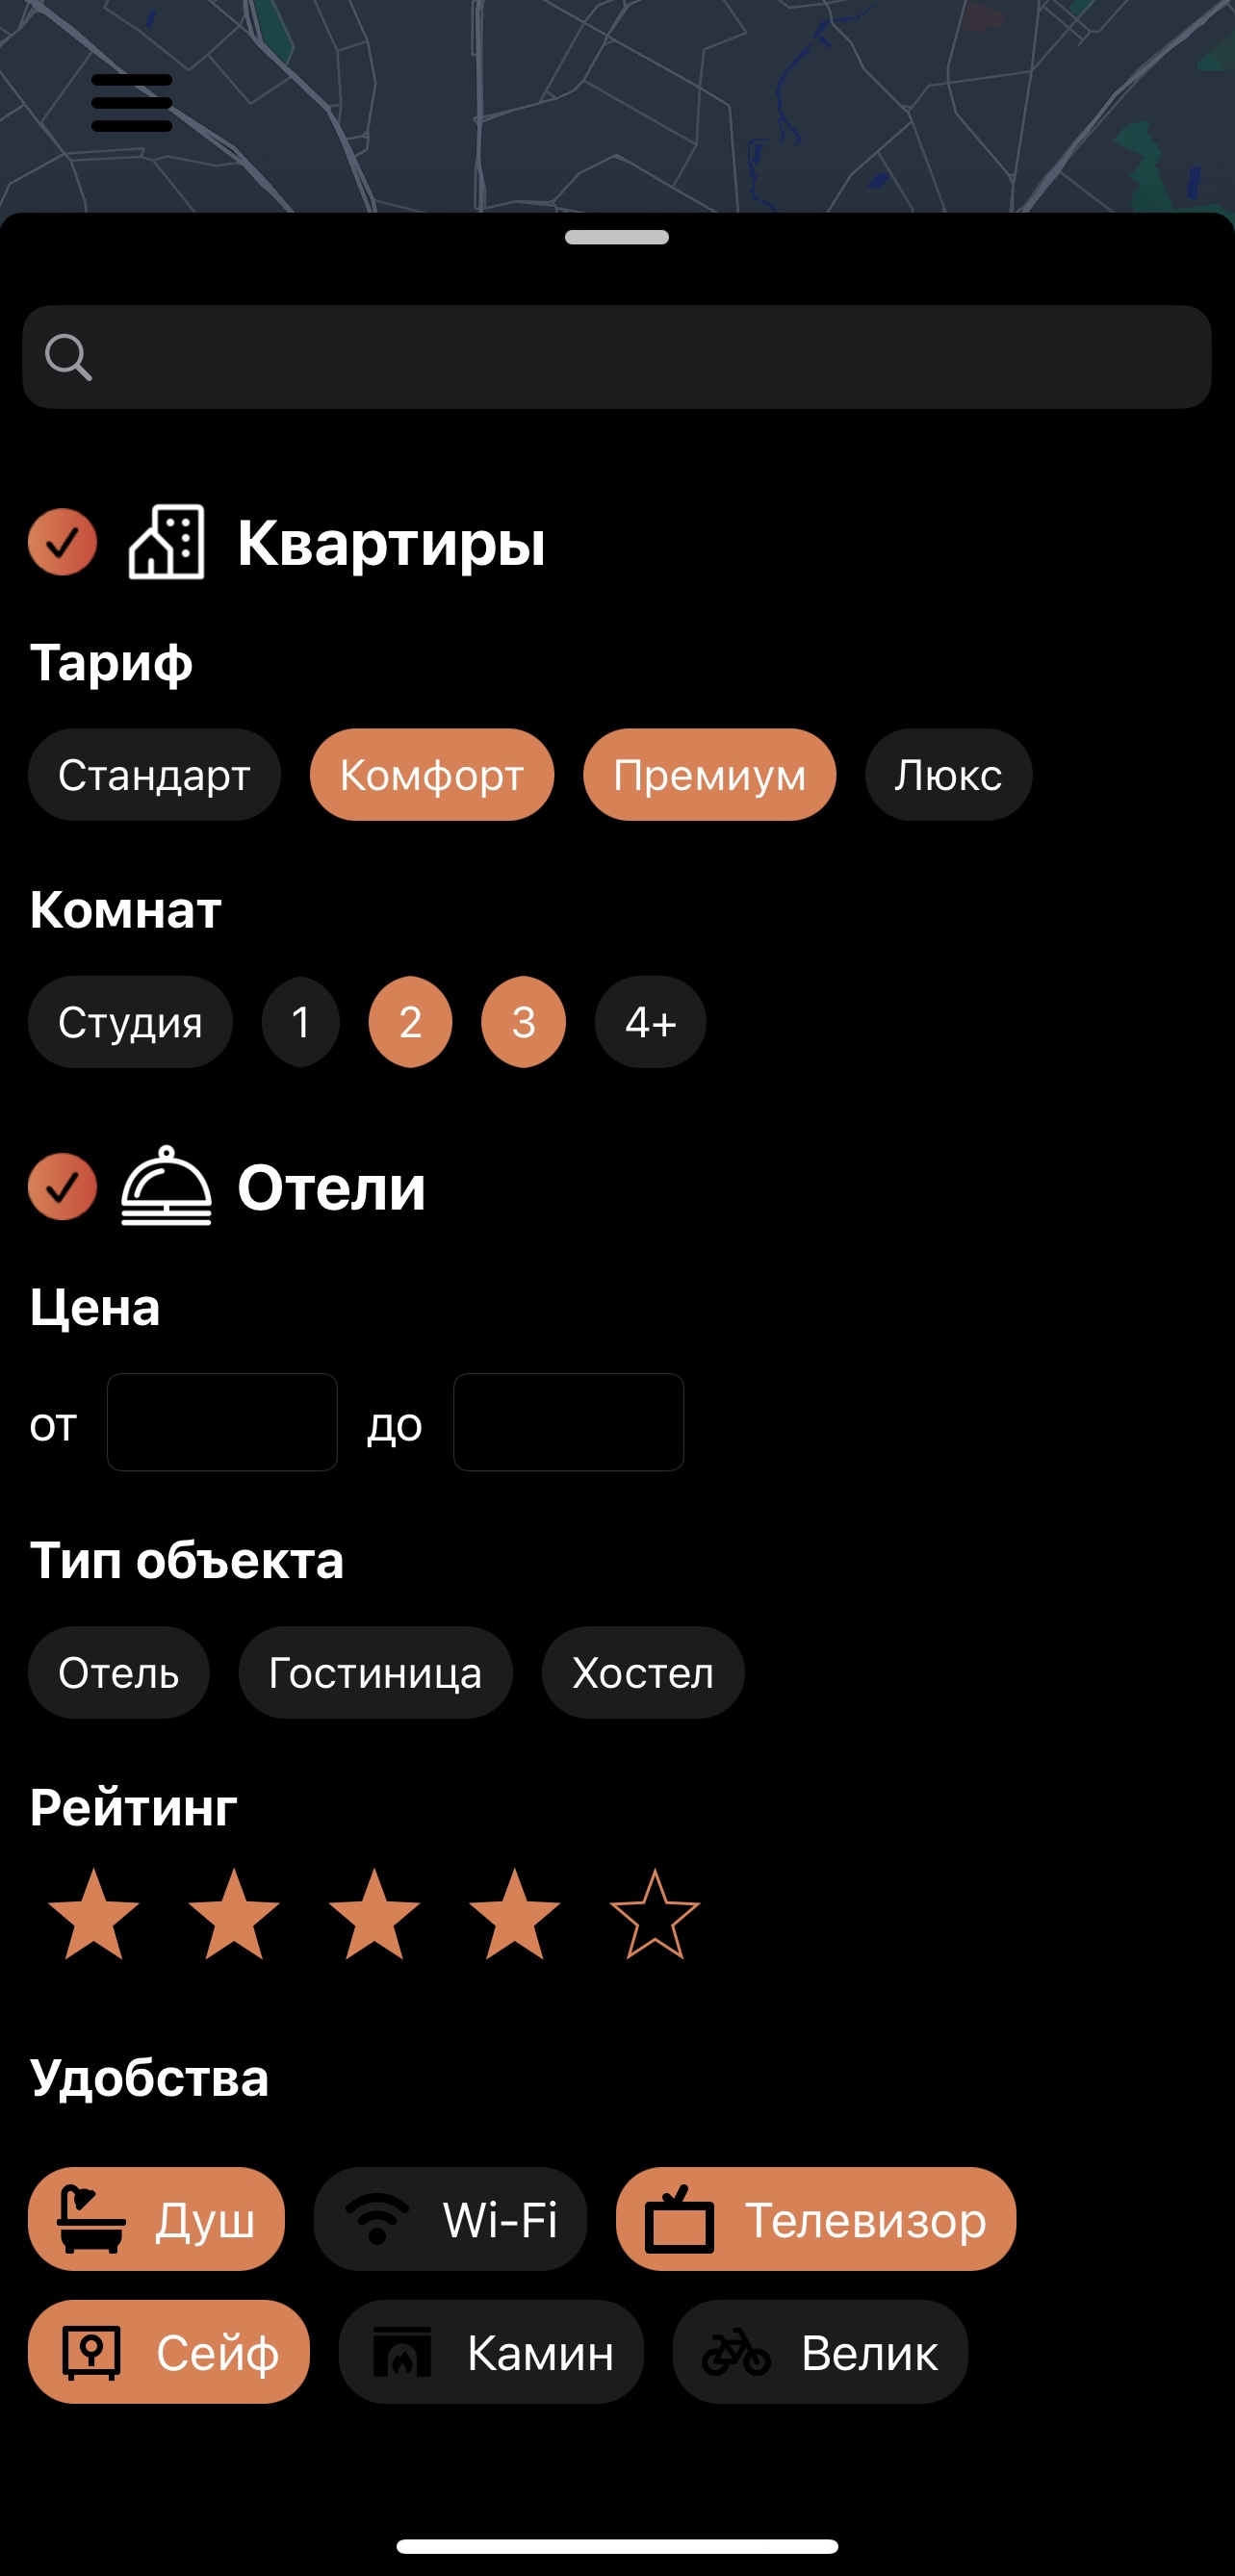 Квартиры
Тариф
Стандарт Комфорт Премиум Люкс
Комнат
Студия 1 2 3 4+
Отели
Цена
от до
Тип объекта
Отель Гостиница Хостел
Рейтинг
Удобства
Душ Wi-Fi Телевизор
Сейф Камин Велик